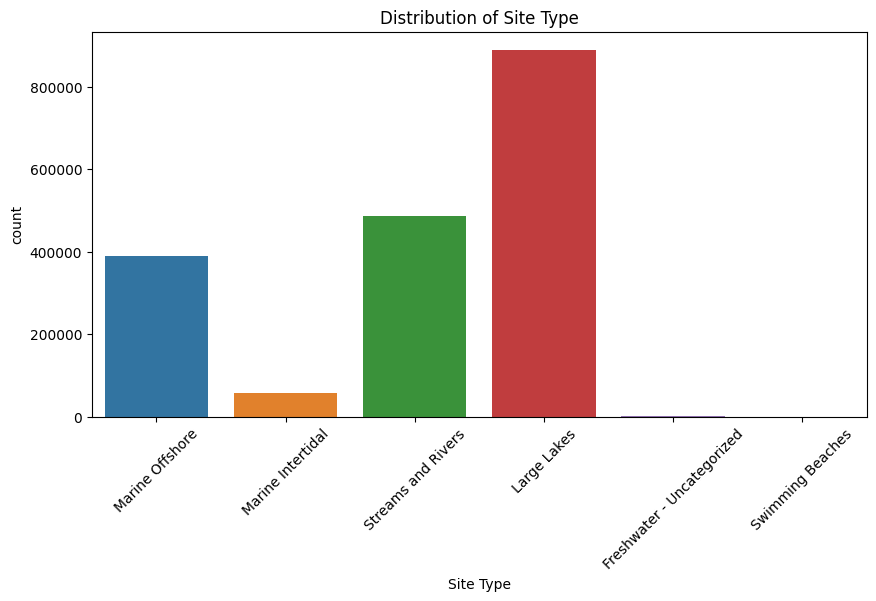 Distribution of Site Type
count
800000
600000
400000
200000
0
Marine Offshore
Marine Intertidal
Streams and Rivers
Large Lakes
Freshwater - Uncategorized
Swimming Beaches
Site Type